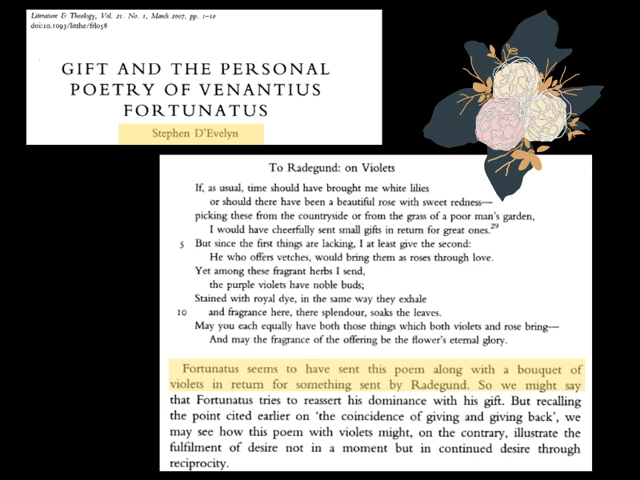 Literature & Theology, Vol. 21. No. 1, March 2007, pp. 1–10
doi:10.1093/litthe/frl058
GIFT AND THE PERSONAL
POETRY OF VENANTIUS
FORTUNATUS
Stephen D'Evelyn
To Radegund: on Violets
If, as usual, time should have brought me white lilies
or should there have been a beautiful rose with sweet redness—
picking these from the countryside or from the grass of a poor man's garden,
I would have cheerfully sent small gifts in return for great ones.29
5 But since the first things are lacking, I at least give the second:
He who offers vetches, would bring them as roses through love.
Yet among these fragrant herbs I send,
the purple violets have noble buds;
Stained with royal dye, in the same way they exhale
10 and fragrance here, there splendour, soaks the leaves.
May you each equally have both those things which both violets and rose bring—
And may the fragrance of the offering be the flower's eternal glory.
Fortunatus seems to have sent this poem along with a bouquet of
violets in return for something sent by Radegund. So we might say
that Fortunatus tries to reassert his dominance with his gift. But recalling
the point cited earlier on 'the coincidence of giving and giving back', we
may see how this poem with violets might, on the contrary, illustrate the
fulfilment of desire not in a moment but in continued desire through
reciprocity.